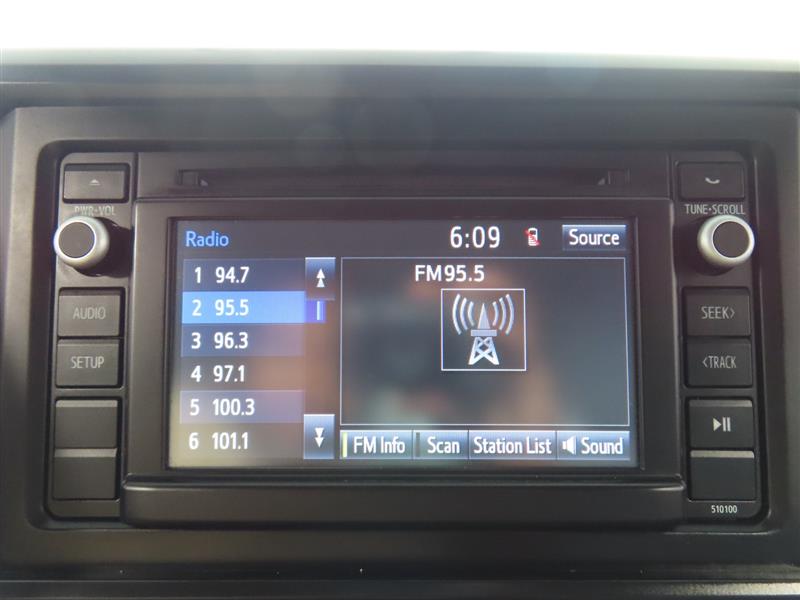 PWR•VOL
TUNE•SCROLL
Radio 6:09 Source
1 94.7
2 95.5
3 96.3
4 97.1
5 100.3
6 101.1
FM95.5
FM Info Scan Station List Sound
AUDIO
SETUP
SEEK>
<TRACK
510100